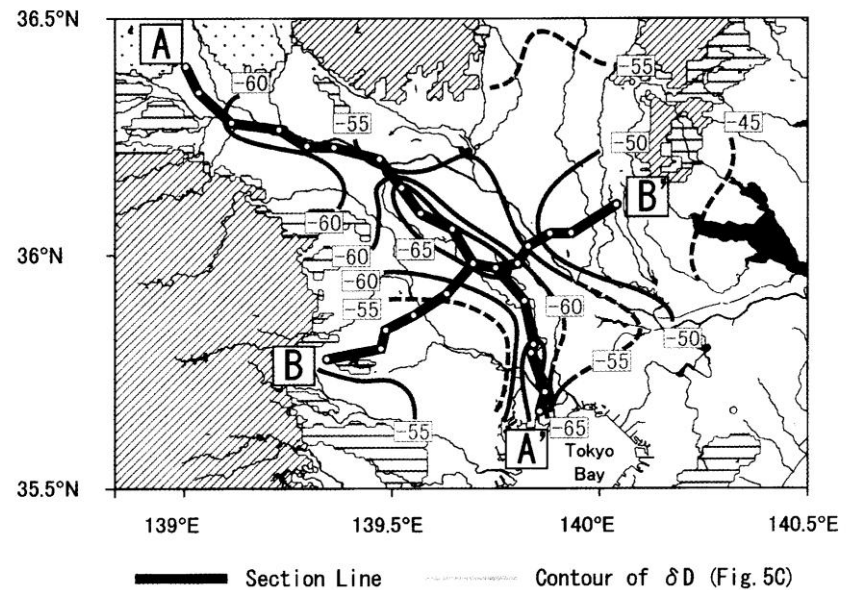 36.5°N
A
-60
-55
-55
-50
-45
B'
-60
36°N
-60
-65
-60
-55
-60
B
-50
-55
-55
A'
-65
Tokyo
Bay
35.5°N
139°E
139.5°E
140°E
140.5°E
Section Line
Contour of δD (Fig. 5C)